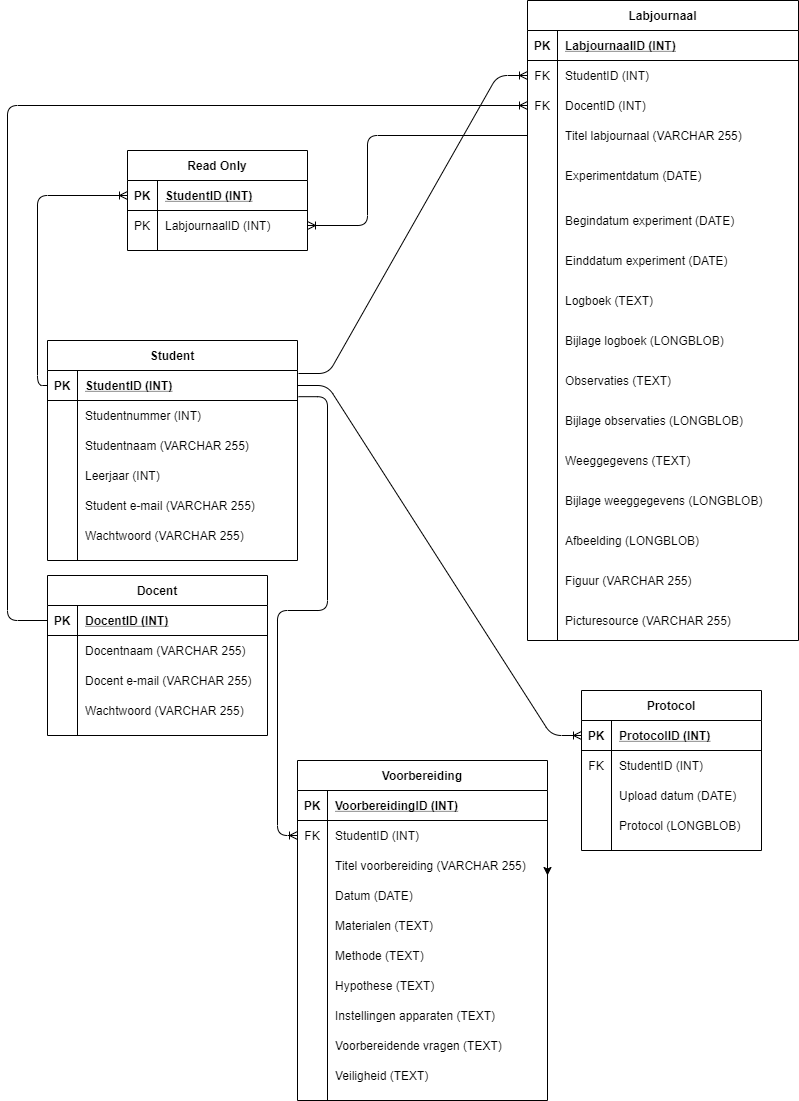 Labjournaal
PK LabjournaalID (INT)
FK StudentID (INT)
FK DocentID (INT)
Titel labjournaal (VARCHAR 255)
Experimentdatum (DATE)
Begindatum experiment (DATE)
Einddatum experiment (DATE)
Logboek (TEXT)
Bijlage logboek (LONGBLOB)
Observaties (TEXT)
Bijlage observaties (LONGBLOB)
Weeggegevens (TEXT)
Bijlage weeggegevens (LONGBLOB)
Afbeelding (LONGBLOB)
Figuur (VARCHAR 255)
Picturesource (VARCHAR 255)
Read Only
PK StudentID (INT)
PK LabjournaalID (INT)
Student
PK StudentID (INT)
Studentnummer (INT)
Studentnaam (VARCHAR 255)
Leerjaar (INT)
Student e-mail (VARCHAR 255)
Wachtwoord (VARCHAR 255)
Docent
PK DocentID (INT)
Docentnaam (VARCHAR 255)
Docent e-mail (VARCHAR 255)
Wachtwoord (VARCHAR 255)
Protocol
PK ProtocolID (INT)
FK StudentID (INT)
Upload datum (DATE)
Protocol (LONGBLOB)
Voorbereiding
PK VoorbereidingID (INT)
FK StudentID (INT)
Titel voorbereiding (VARCHAR 255)
Datum (DATE)
Materialen (TEXT)
Methode (TEXT)
Hypothese (TEXT)
Instellingen apparaten (TEXT)
Voorbereidende vragen (TEXT)
Veiligheid (TEXT)